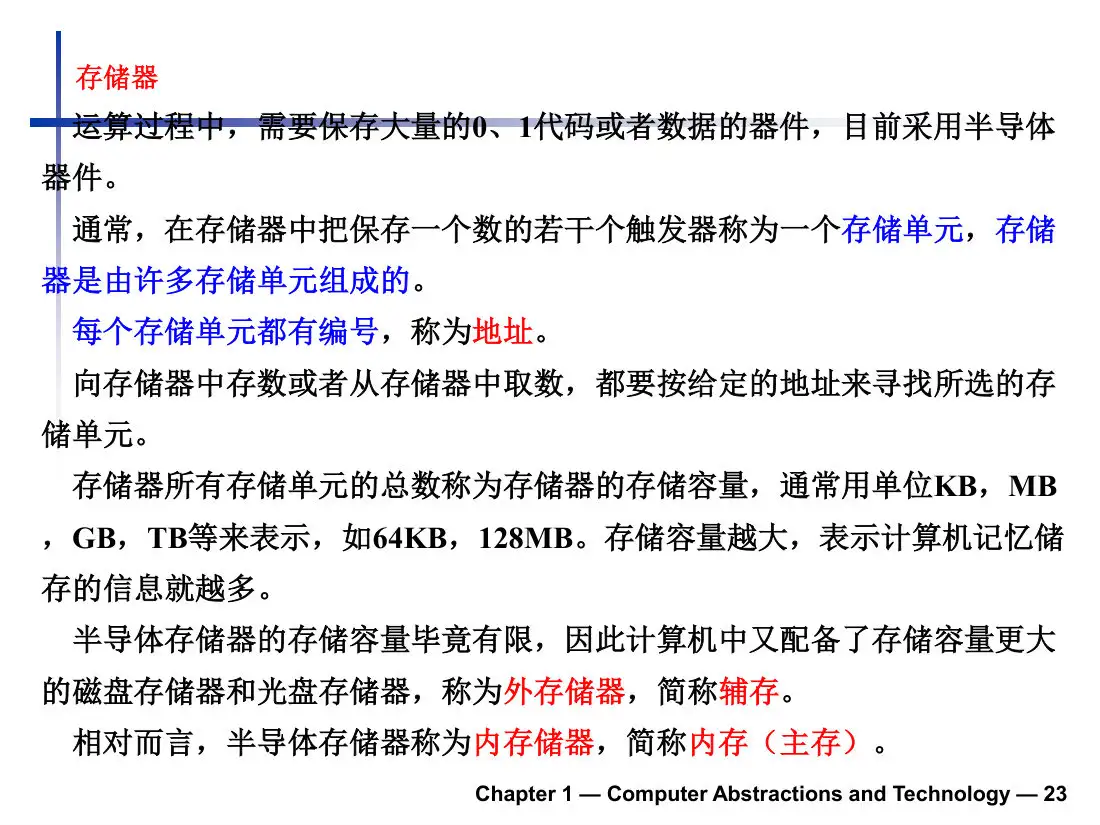 存储器
运算过程中，需要保存大量的0、1代码或者数据的器件，目前采用半导体
器件。
通常，在存储器中把保存一个数的若干个触发器称为一个存储单元，存储
器是由许多存储单元组成的。
每个存储单元都有编号，称为地址。
向存储器中存数或者从存储器中取数，都要按给定的地址来寻找所选的存
储单元。
存储器所有存储单元的总数称为存储器的存储容量，通常用单位KB，MB
，GB，TB等来表示，如64KB，128MB。存储容量越大，表示计算机记忆储
存的信息就越多。
半导体存储器的存储容量毕竟有限，因此计算机中又配备了存储容量更大
的磁盘存储器和光盘存储器，称为外存储器，简称辅存。
相对而言，半导体存储器称为内存储器，简称内存（主存）。
Chapter 1 — Computer Abstractions and Technology — 23